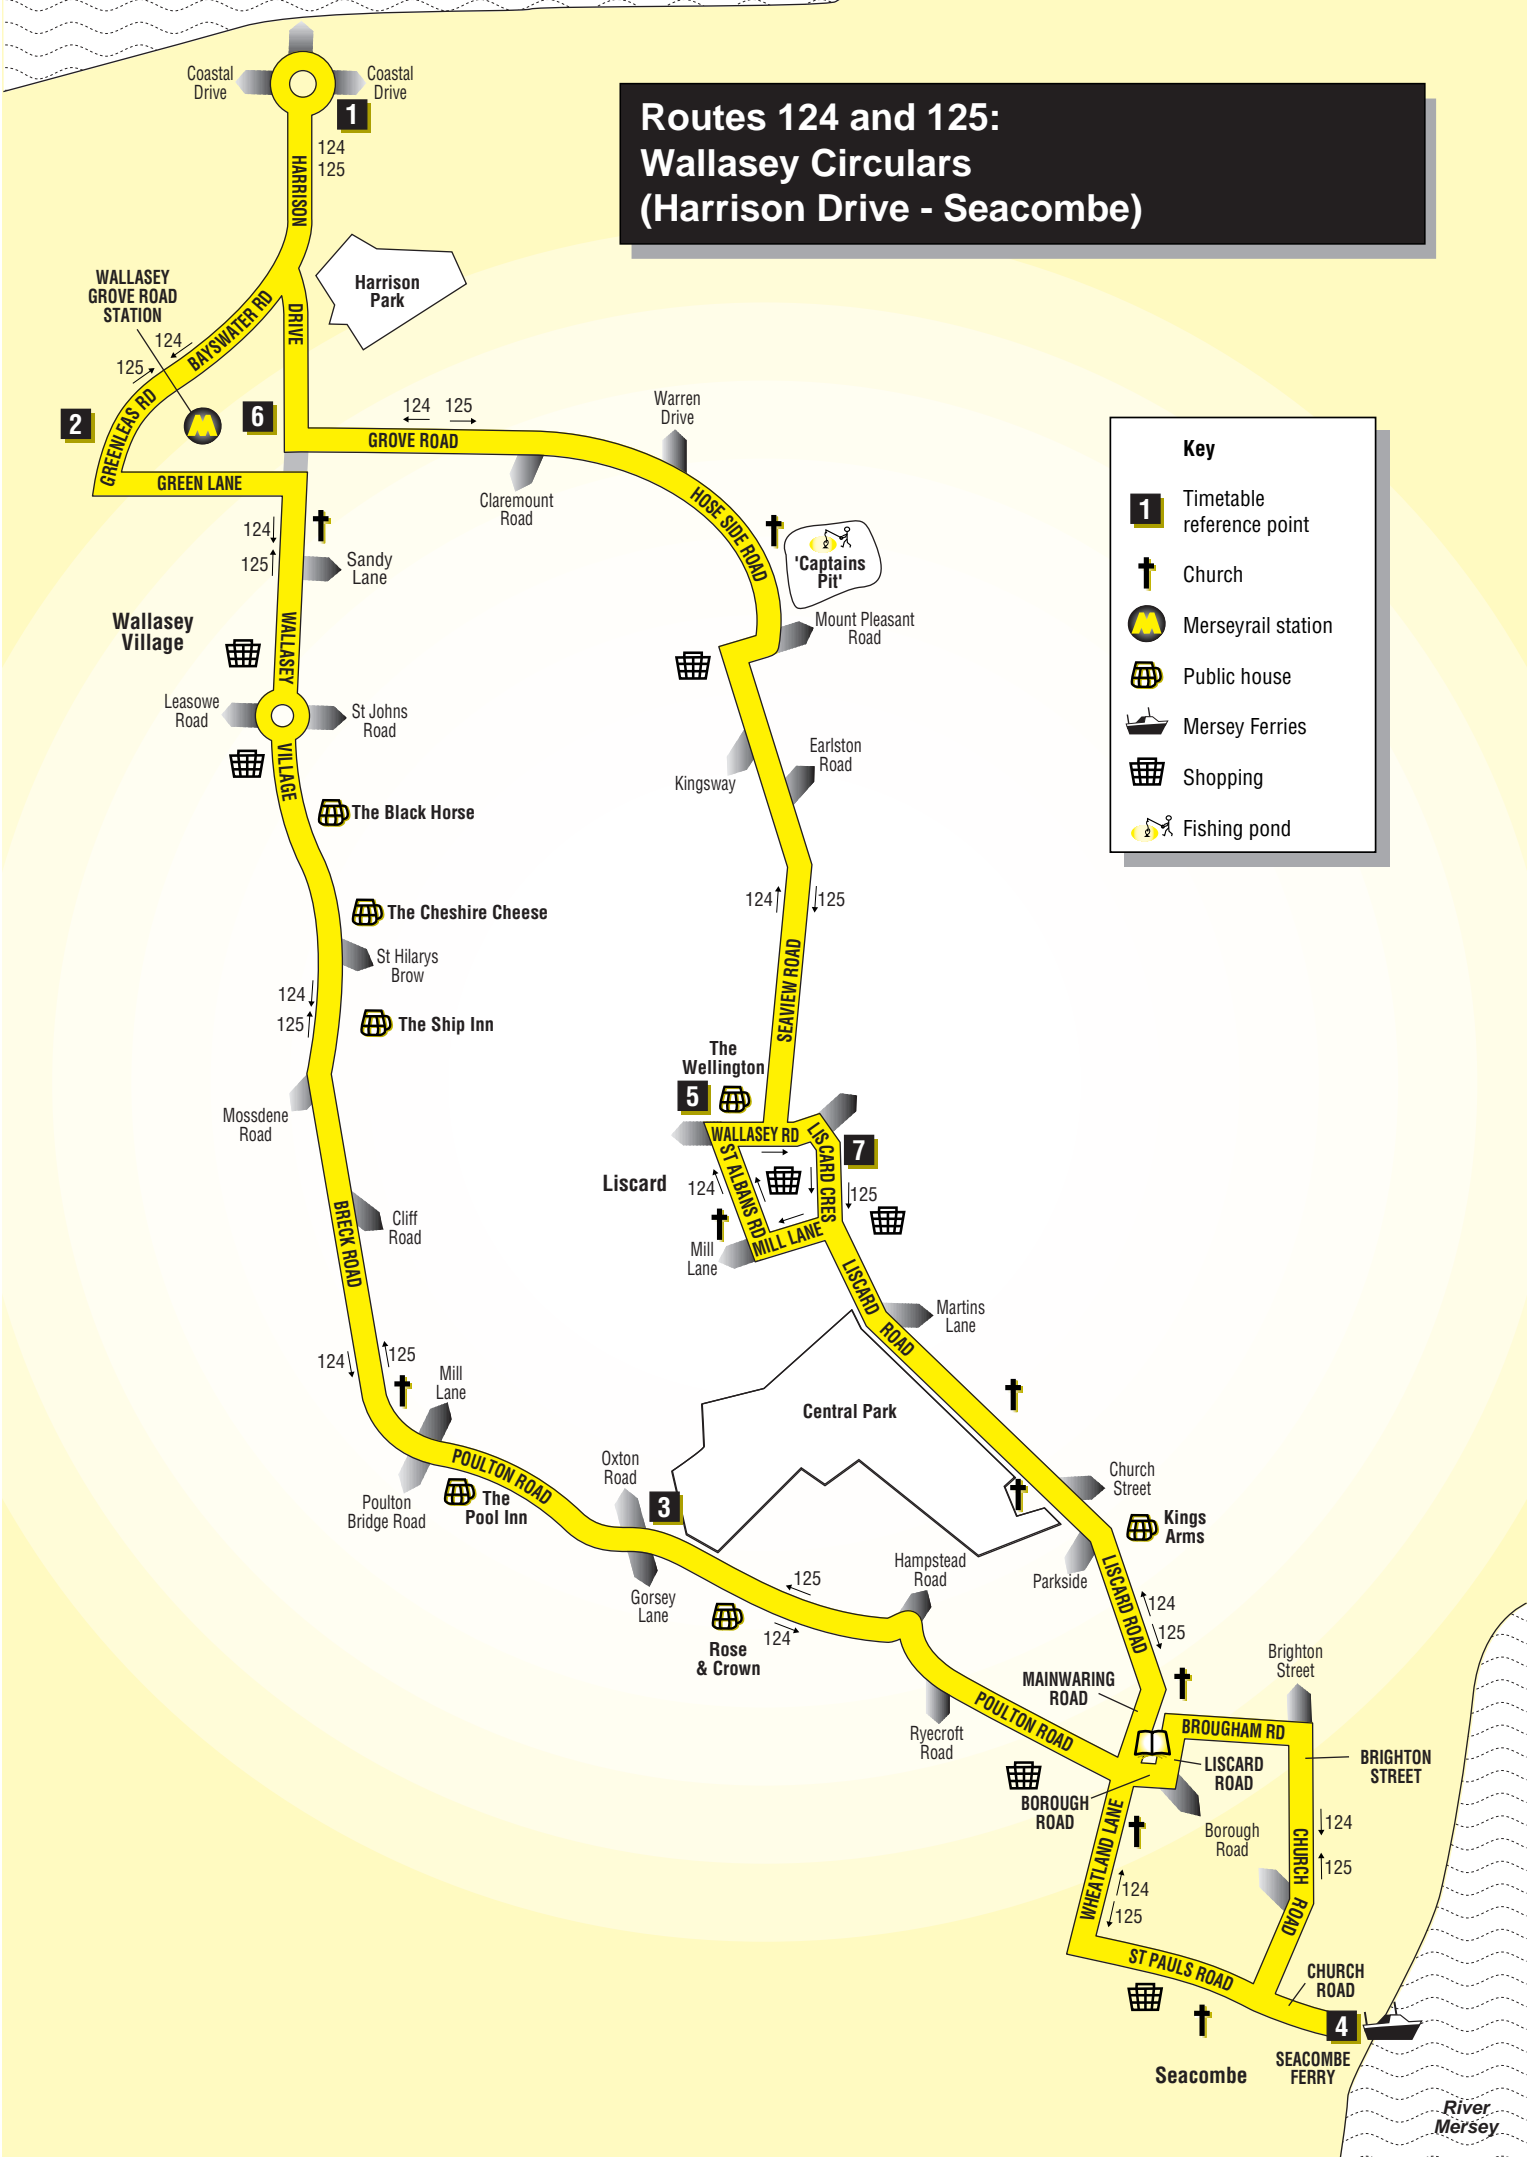 Routes 124 and 125:
Wallasey Circulars
(Harrison Drive - Seacombe)
Coastal
Drive
Coastal
Drive
1
124
125
HARRISON
Harrison
Park
WALLASEY
GROVE ROAD
STATION
124
125
BAYSWATER RD
DRIVE
GREENLEAS RD
2
6
M
124 125
GROVE ROAD
GREEN LANE
Claremount
Road
Warren
Drive
HOSE SIDE ROAD
'Captains
Pit'
Mount Pleasant
Road
124
125
Sandy
Lane
Wallasey
Village
WALLASEY
Leasowe
Road
St Johns
Road
VILLAGE
The Black Horse
The Cheshire Cheese
St Hilarys
Brow
124
125
The Ship Inn
Mossdene
Road
Kingsway
Earlston
Road
124
125
SEAVIEW ROAD
The
Wellington
5
WALLASEY RD
LISCARD CRES
7
Liscard
124
ST ALBANS RD
125
Mill
Lane
MILL LANE
LISCARD
ROAD
Martins
Lane
BRECK ROAD
Cliff
Road
124
125
Mill
Lane
Poulton
Bridge Road
POULTON ROAD
The
Pool Inn
Oxton
Road
3
Gorsey
Lane
Central Park
Rose
& Crown
125
124
Hampstead
Road
Ryecroft
Road
Church
Street
Kings
Arms
Parkside
LISCARD ROAD
124
125
MAINWARING
ROAD
POULTON ROAD
Brighton
Street
BROUGHAM RD
LISCARD
ROAD
BRIGHTON
STREET
BOROUGH
ROAD
Borough
Road
WHEATLAND LANE
124
125
124
125
CHURCH
ROAD
ST PAULS ROAD
CHURCH
ROAD
4
SEACOMBE
FERRY
Seacombe
River
Mersey
Key
1
Timetable
reference point
Church
M
Merseyrail station
Public house
Mersey Ferries
Shopping
Fishing pond